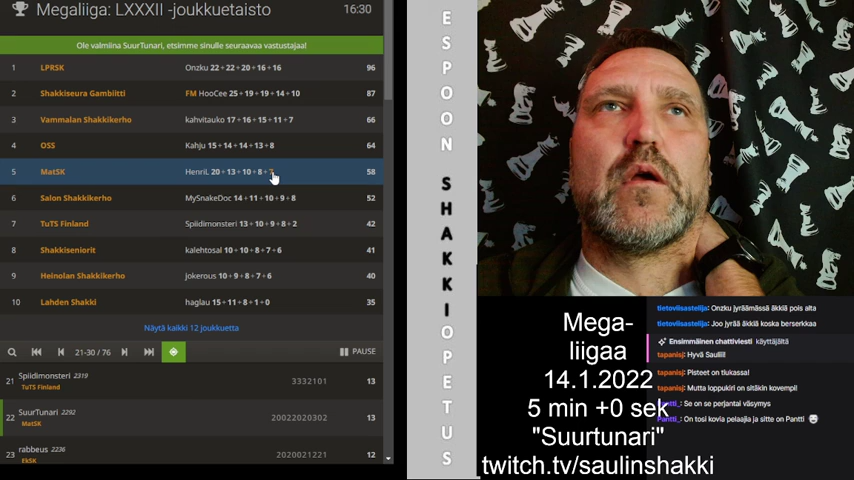 Megaliiga: LXXXII -joukkuetaisto 16:30
Ole valmiina SuurTunari, etsimme sinulle seuraavaa vastustajaa!
1 LPRSK Onzku 22+22+20+16+16 96
2 Shakkiseura Gambiitti FM HooCee 25+19+19+14+10 87
3 Vammalan Shakkikerho kahvitauko 17+16+15+11+7 66
4 OSS Kahju 15+14+14+13+8 64
5 MatSK HenriL 20+13+10+8+7 58
6 Salon Shakkikerho MySnakeDoc 14+11+10+9+8 52
7 TuTS Finland Spiidimonsteri 13+10+9+8+2 42
8 Shakkiseniorit kalehtosal 10+10+8+7+6 41
9 Heinolan Shakkikerho jokerous 10+9+8+7+6 40
10 Lahden Shakki haglau 15+11+8+1+0 35
Näytä kaikki 12 joukkuetta
21-30 / 76 PAUSE
21 Spiidimonsteri 2319 3332101 13
TuTS Finland
22 SuurTunari 2292 20022020302 13
MatSK
23 rabbeus 2236 2020021221 12
EkSK
ESPOON
SHAKKIOPETUS
Mega-
liigaa
14.1.2022
5 min +0 sek
"Suurtunari"
twitch.tv/saulinshakki
tietoviisastelija: Onzku jyräämässä äkkiä pois alta
tietoviisastelija: Joo jyrää äkkiä koska berserkkaa
Ensimmäinen chattiviesti käyttäjältä
tapanisj: Hyvä Sauliii!
tapanisj: Pisteet on tiukassa!
tapanisj: Mutta loppukiri on sitäkin kovempi!
Pantti_: Se on se perjantai väsymys
Pantti_: On tosi kovia pelaajia ja sitte on Pantti